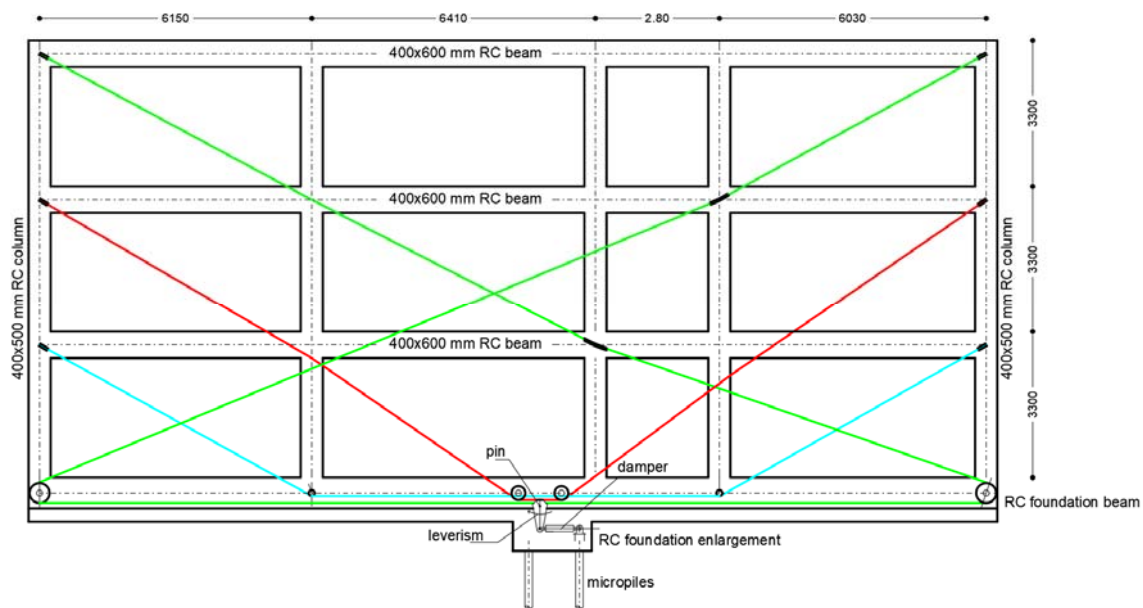 6150 6410 2.80 6030
400x600 mm RC beam
3300
400x600 mm RC beam
400x500 mm RC column
400x500 mm RC column
3300
400x600 mm RC beam
3300
pin
damper
RC foundation beam
leverism
RC foundation enlargement
micropiles